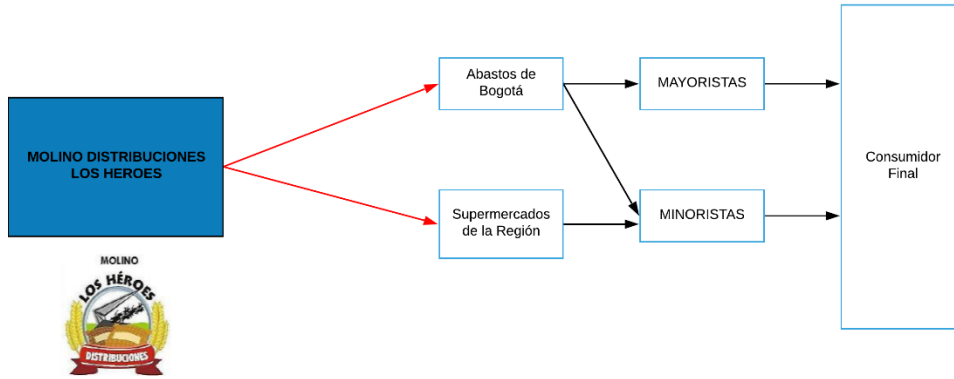 MOLINO DISTRIBUCIONES
LOS HEROES
Abastos de
Bogotá
MAYORISTAS
Consumidor
Final
Supermercados
de la Región
MINORISTAS
MOLINO
LOS HÉROES
DISTRIBUCIONES